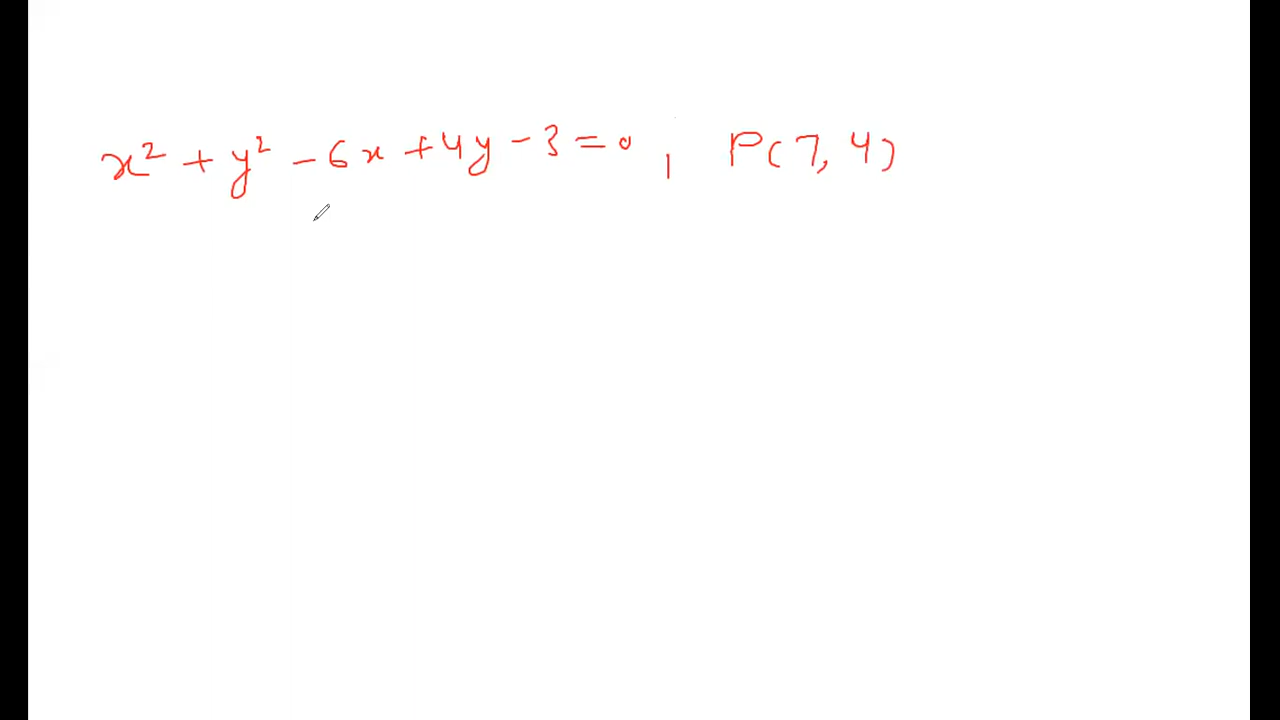 x² + y² - 6x + 4y - 3 = 0 , P(7, 4)